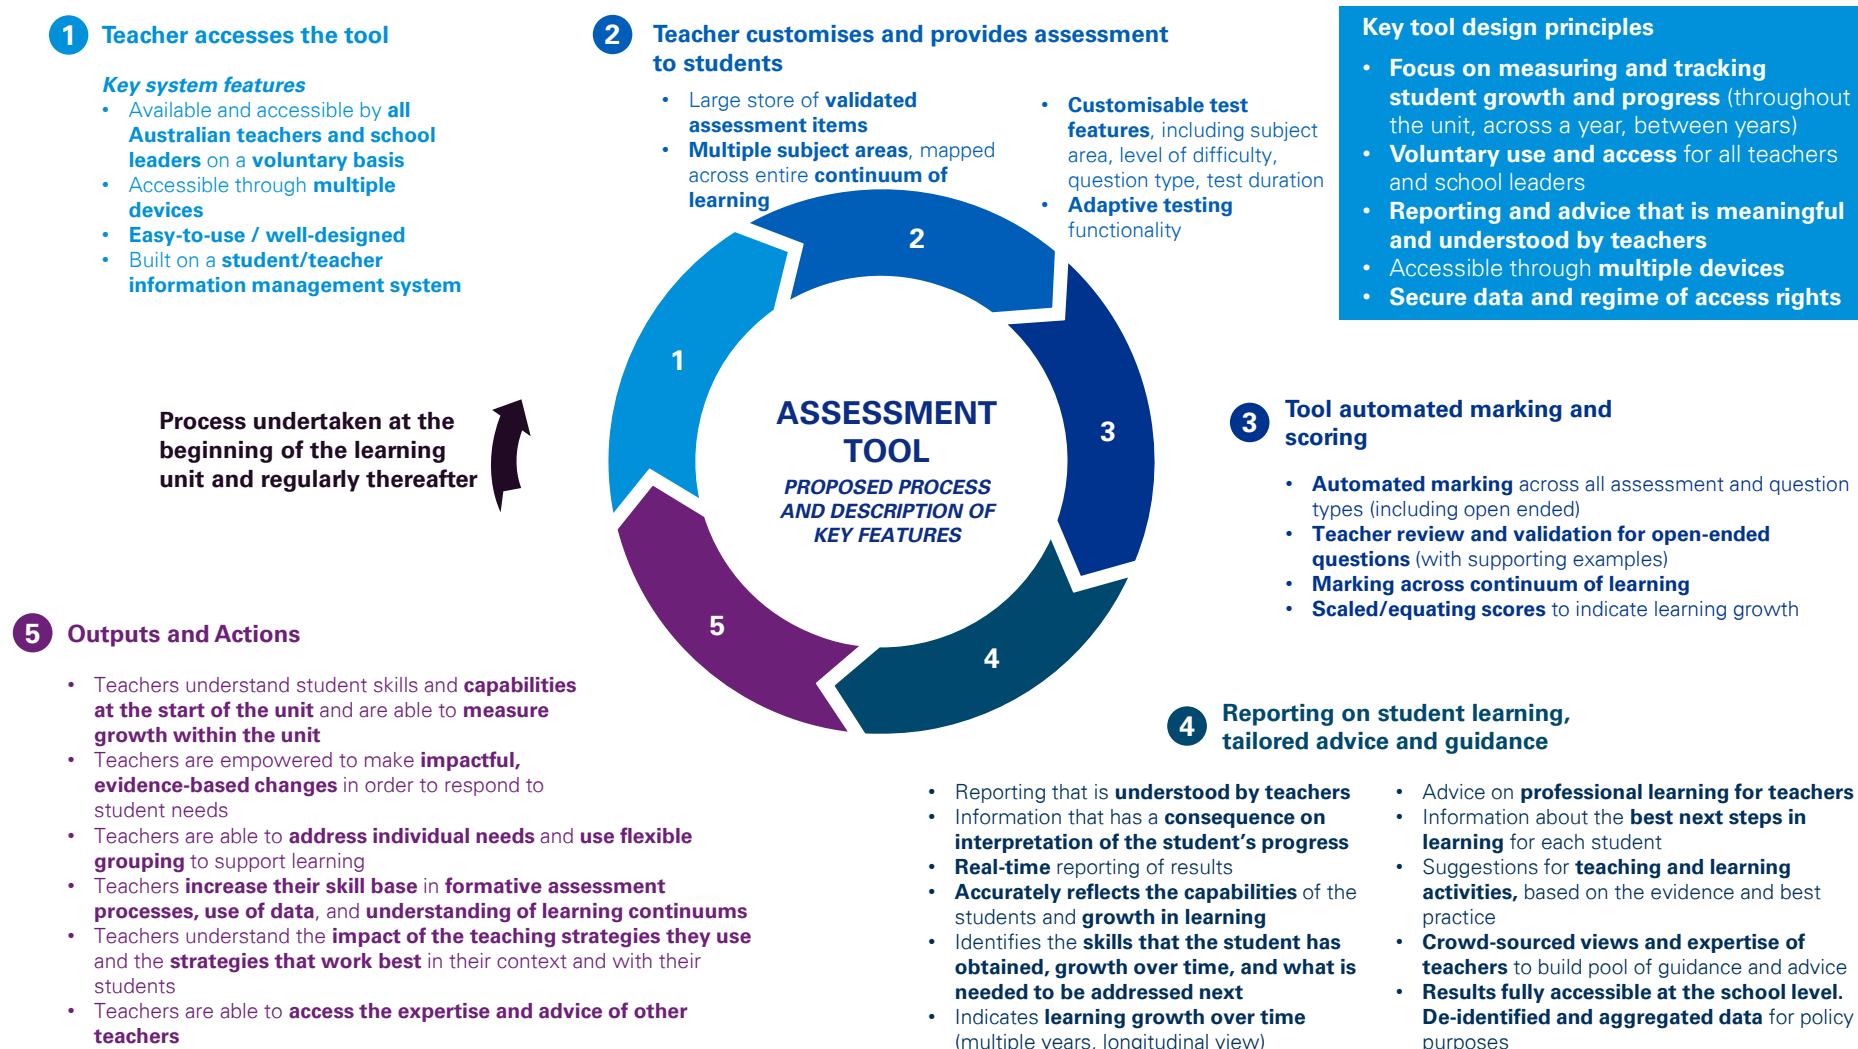 1 Teacher accesses the tool
Key system features
• Available and accessible by all
Australian teachers and school
leaders on a voluntary basis
• Accessible through multiple
devices
• Easy-to-use / well-designed
• Built on a student/teacher
information management system
2 Teacher customises and provides assessment
to students
• Large store of validated
assessment items
• Multiple subject areas, mapped
across entire continuum of
learning
• Customisable test
features, including subject
area, level of difficulty,
question type, test duration
• Adaptive testing
functionality
Key tool design principles
• Focus on measuring and tracking
student growth and progress (throughout
the unit, across a year, between years)
• Voluntary use and access for all teachers
and school leaders
• Reporting and advice that is meaningful
and understood by teachers
• Accessible through multiple devices
• Secure data and regime of access rights
1
2
3
4
5
ASSESSMENT
TOOL
PROPOSED PROCESS
AND DESCRIPTION OF
KEY FEATURES
Process undertaken at the
beginning of the learning
unit and regularly thereafter
3 Tool automated marking and
scoring
• Automated marking across all assessment and question
types (including open ended)
• Teacher review and validation for open-ended
questions (with supporting examples)
• Marking across continuum of learning
• Scaled/equating scores to indicate learning growth
5 Outputs and Actions
• Teachers understand student skills and capabilities
at the start of the unit and are able to measure
growth within the unit
• Teachers are empowered to make impactful,
evidence-based changes in order to respond to
student needs
• Teachers are able to address individual needs and use flexible
grouping to support learning
• Teachers increase their skill base in formative assessment
processes, use of data, and understanding of learning continuums
• Teachers understand the impact of the teaching strategies they use
and the strategies that work best in their context and with their
students
• Teachers are able to access the expertise and advice of other
teachers
4 Reporting on student learning,
tailored advice and guidance
• Reporting that is understood by teachers
• Information that has a consequence on
interpretation of the student's progress
• Real-time reporting of results
• Accurately reflects the capabilities of the
students and growth in learning
• Identifies the skills that the student has
obtained, growth over time, and what is
needed to be addressed next
• Indicates learning growth over time
(multiple years, longitudinal view)
• Advice on professional learning for teachers
• Information about the best next steps in
learning for each student
• Suggestions for teaching and learning
activities, based on the evidence and best
practice
• Crowd-sourced views and expertise of
teachers to build pool of guidance and advice
• Results fully accessible at the school level.
De-identified and aggregated data for policy
purposes